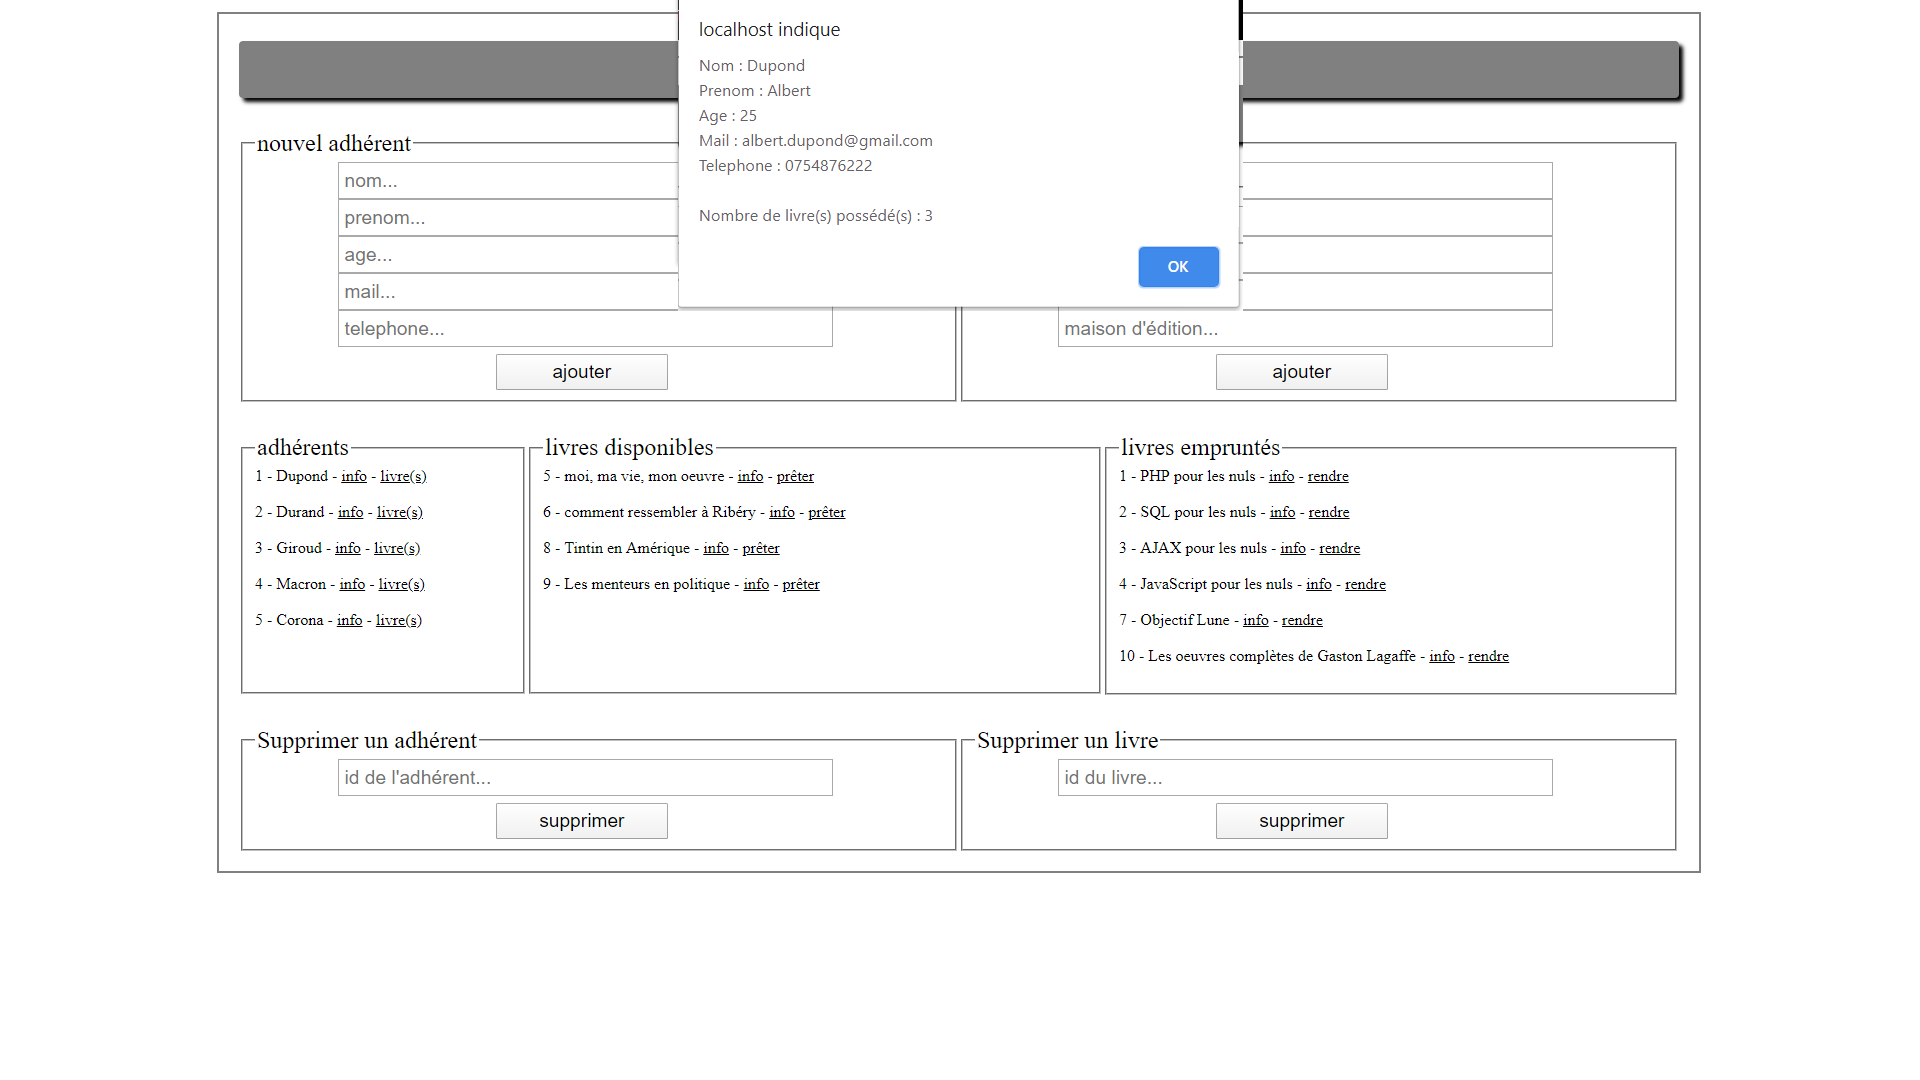 localhost indique
Nom : Dupond
Prenom : Albert
Age : 25
Mail : albert.dupond@gmail.com
Telephone : 0754876222
Nombre de livre(s) possédé(s) : 3
OK
nouvel adhérent
nom...
prenom...
age...
mail...
telephone...
ajouter
maison d'édition...
ajouter
adhérents
1 - Dupond - info - livre(s)
2 - Durand - info - livre(s)
3 - Giroud - info - livre(s)
4 - Macron - info - livre(s)
5 - Corona - info - livre(s)
livres disponibles
5 - moi, ma vie, mon oeuvre - info - prêter
6 - comment ressembler à Ribéry - info - prêter
8 - Tintin en Amérique - info - prêter
9 - Les menteurs en politique - info - prêter
livres empruntés
1 - PHP pour les nuls - info - rendre
2 - SQL pour les nuls - info - rendre
3 - AJAX pour les nuls - info - rendre
4 - JavaScript pour les nuls - info - rendre
7 - Objectif Lune - info - rendre
10 - Les oeuvres complètes de Gaston Lagaffe - info - rendre
Supprimer un adhérent
id de l'adhérent...
supprimer
Supprimer un livre
id du livre...
supprimer